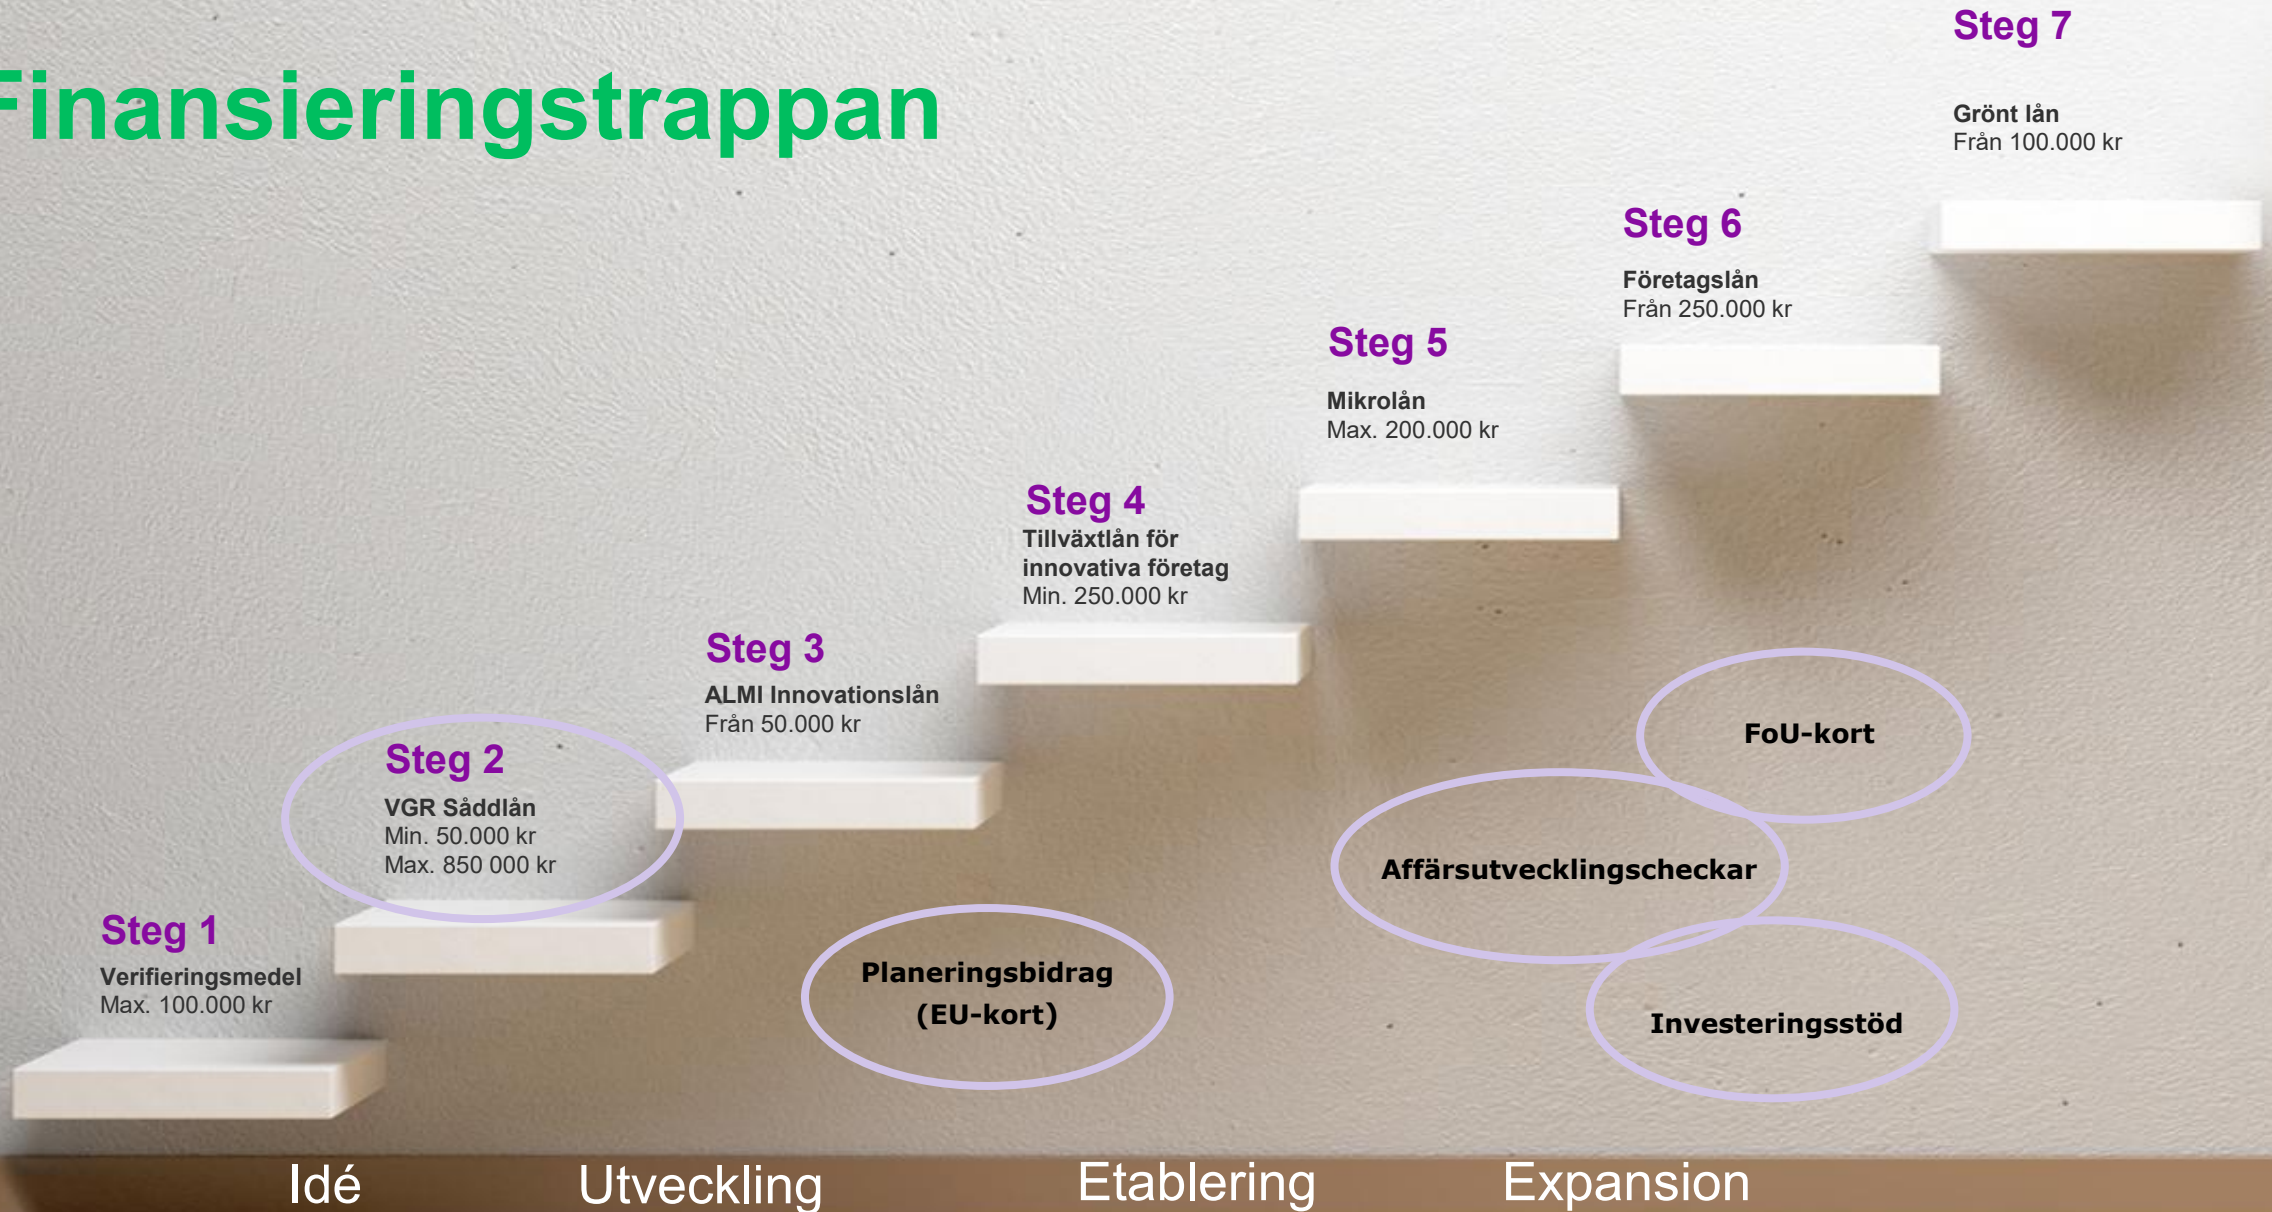 Finansieringstrappan
Steg 1
Verifieringsmedel
Max. 100.000 kr
Steg 2
VGR Såddlån
Min. 50.000 kr
Max. 850 000 kr
Steg 3
ALMI Innovationslån
Från 50.000 kr
Steg 4
Tillväxtlån för
innovativa företag
Min. 250.000 kr
Steg 5
Mikrolån
Max. 200.000 kr
Steg 6
Företagslån
Från 250.000 kr
Steg 7
Grönt lån
Från 100.000 kr
FoU-kort
Affärsutvecklingscheckar
Planeringsbidrag
(EU-kort)
Investeringsstöd
Idé
Utveckling
Etablering
Expansion